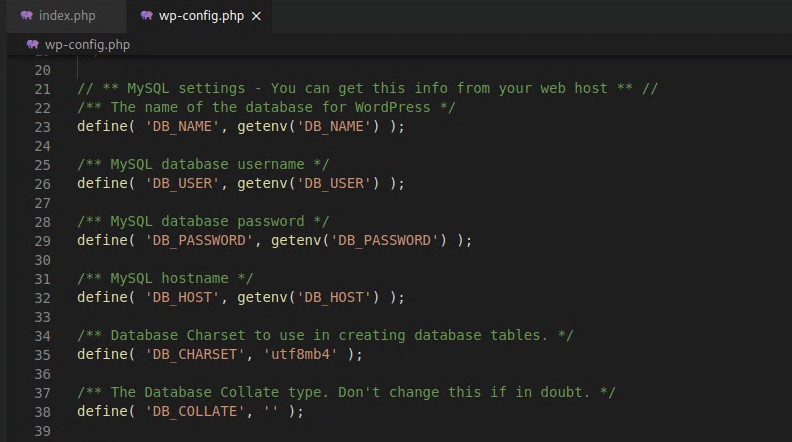 index.php
wp-config.php ×
wp-config.php
20
21 // ** MySQL settings - You can get this info from your web host ** //
22 /** The name of the database for WordPress */
23 define( 'DB_NAME', getenv('DB_NAME') );
24
25 /** MySQL database username */
26 define( 'DB_USER', getenv('DB_USER') );
27
28 /** MySQL database password */
29 define( 'DB_PASSWORD', getenv('DB_PASSWORD') );
30
31 /** MySQL hostname */
32 define( 'DB_HOST', getenv('DB_HOST') );
33
34 /** Database Charset to use in creating database tables. */
35 define( 'DB_CHARSET', 'utf8mb4' );
36
37 /** The Database Collate type. Don't change this if in doubt. */
38 define( 'DB_COLLATE', '' );
39